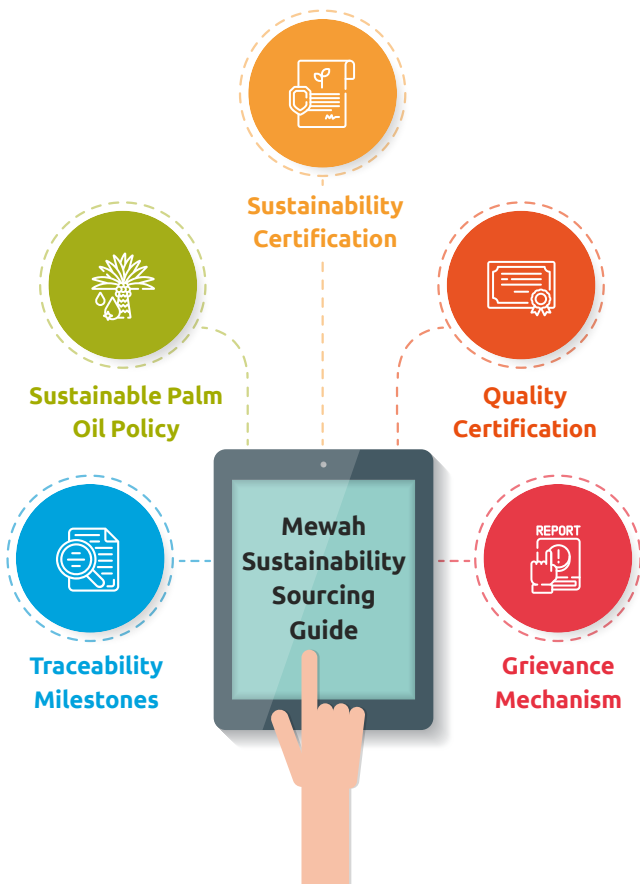 Sustainability
Certification
Sustainable Palm
Oil Policy
Quality
Certification
Mewah
Sustainability
Sourcing
Guide
REPORT
Traceability
Milestones
Grievance
Mechanism